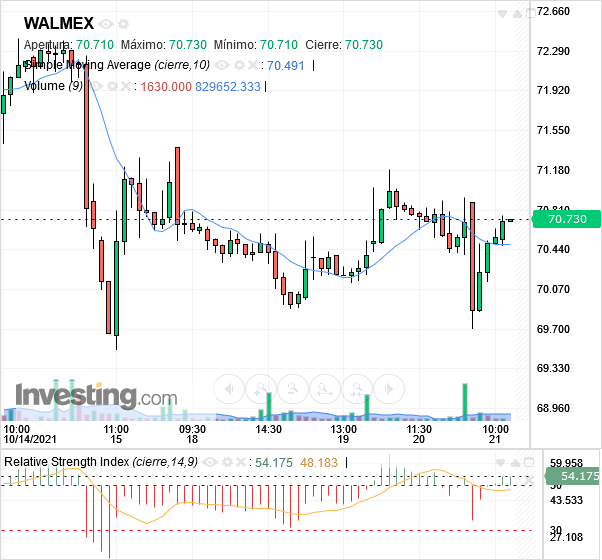 WALMEX
Apertura: 70.710 Máximo: 70.730 Mínimo: 70.710 Cierre: 70.730
Simple Moving Average (cierre,10) : 70.491
Volume (9) : 1630.000 829652.333
72.660
72.290
71.920
71.550
71.180
70.810
70.730
70.440
70.070
69.700
69.330
68.960
Investing.com
10:00 11:00 09:30 14:30 13:00 11:30 10:00
10/14/2021 15 18 19 20 21
Relative Strength Index (cierre,14,9) : 54.175 48.183
59.958
54.175
50
43.533
30
27.108